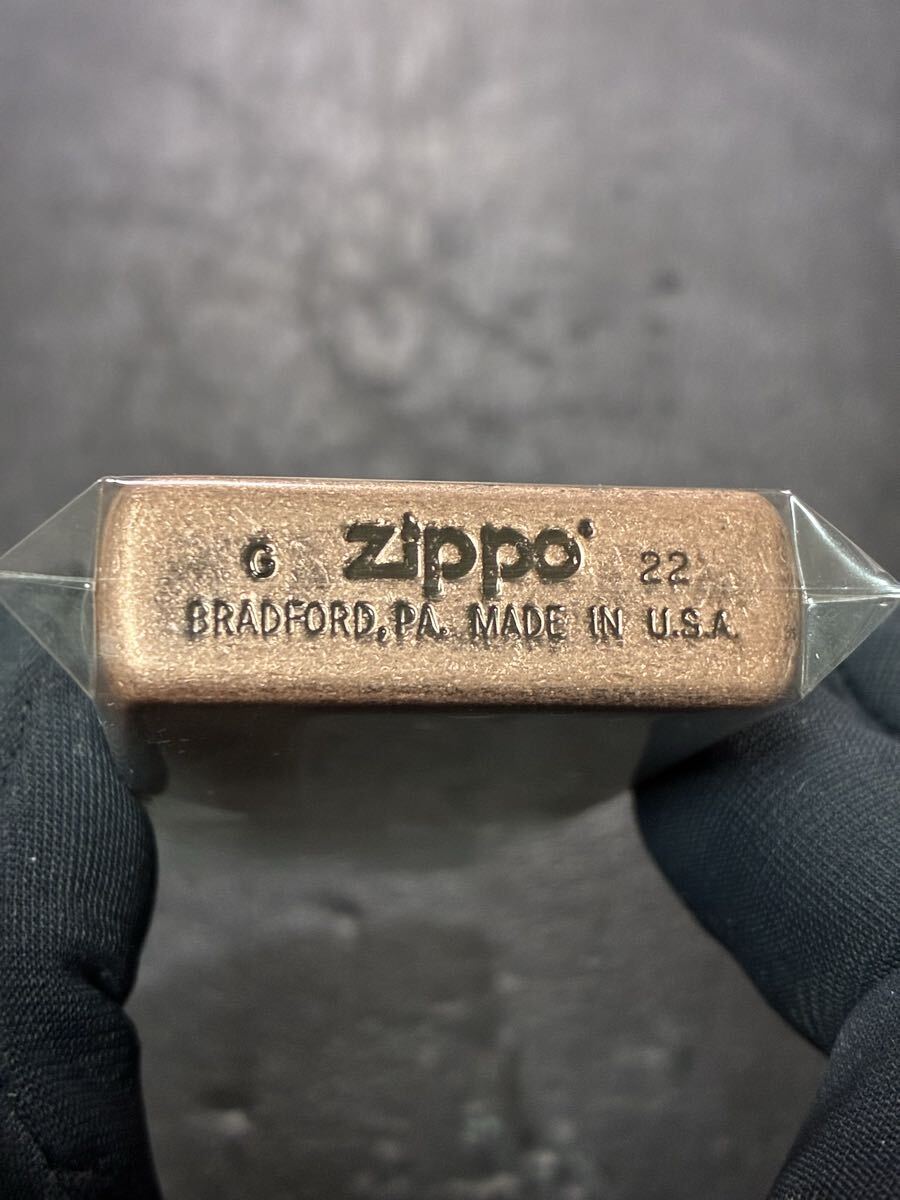 G zippo 22
BRADFORD, PA. MADE IN U.S.A.